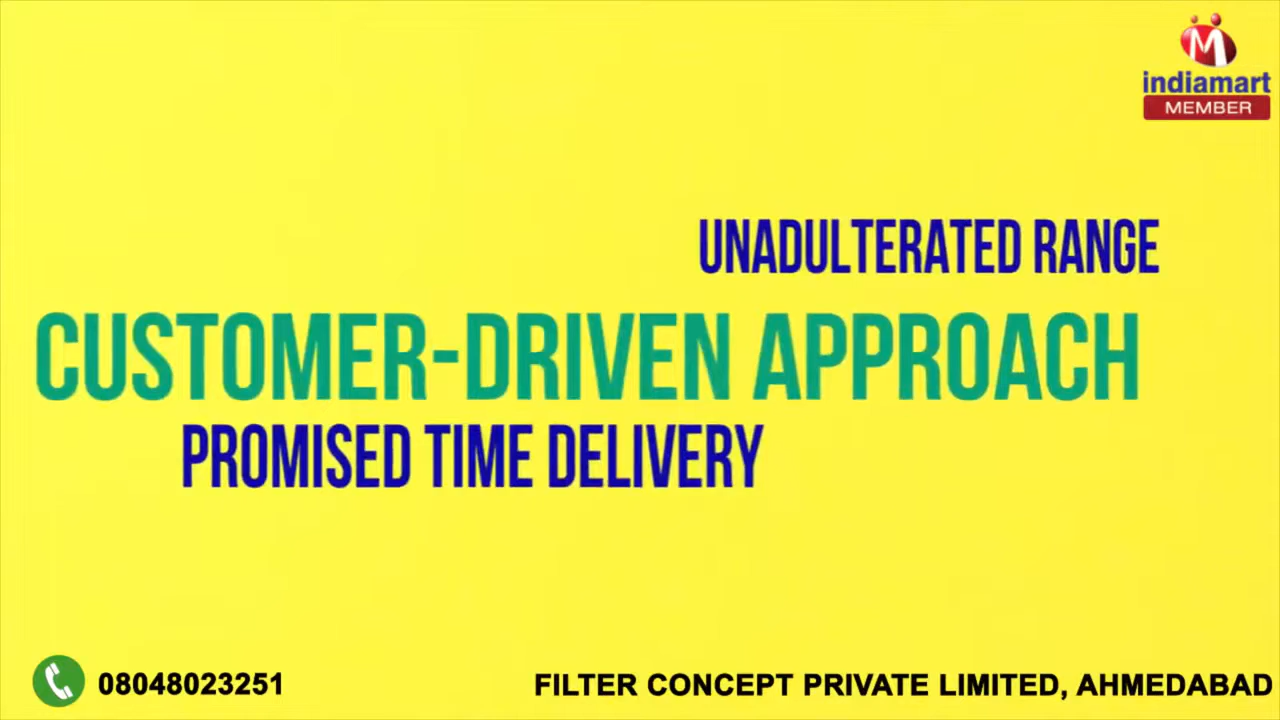 indiamart
MEMBER
UNADULTERATED RANGE
CUSTOMER-DRIVEN APPROACH
PROMISED TIME DELIVERY
08048023251
FILTER CONCEPT PRIVATE LIMITED, AHMEDABAD